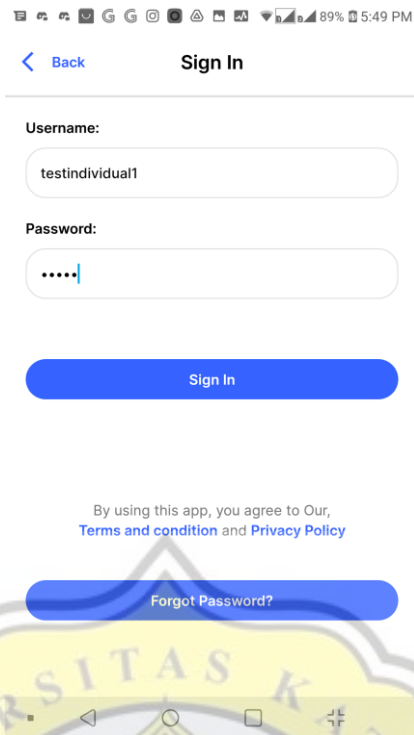 89% 5:49 PM
Back
Sign In
Username:
testindividual1
Password:
•••••
Sign In
By using this app, you agree to Our,
Terms and condition and Privacy Policy
Forgot Password?
RSITAS KA